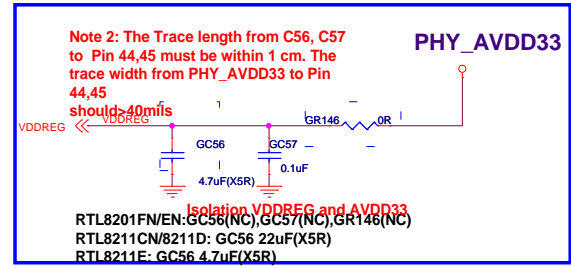 Note 2: The Trace length from C56, C57
to Pin 44,45 must be within 1 cm. The
trace width from PHY_AVDD33 to Pin
44,45
should>40mils
PHY_AVDD33
VDDREG
VDDREG
GR146
0R
GC56
GC57
0.1uF
4.7uF(X5R)
Isolation VDDREG and AVDD33
RTL8201FN/EN:GC56(NC),GC57(NC),GR146(NC)
RTL8211CN/8211D: GC56 22uF(X5R)
RTL8211E: GC56 4.7uF(X5R)